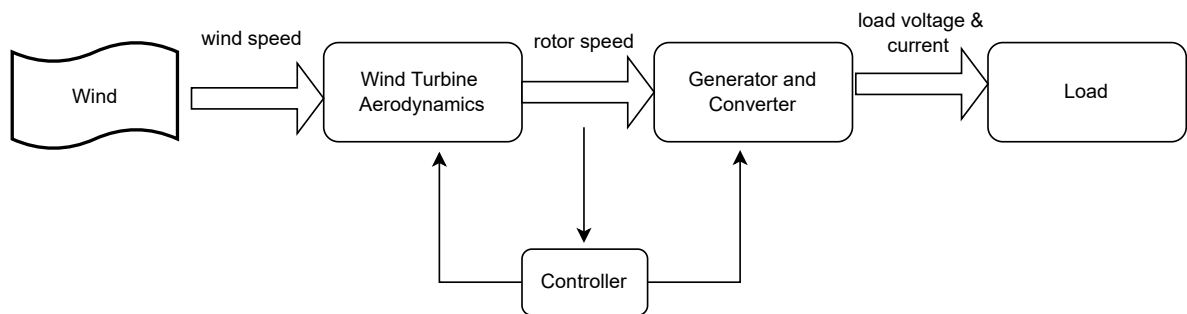 wind speed
rotor speed
load voltage &
current
Wind
Wind Turbine
Aerodynamics
Generator and
Converter
Load
Controller